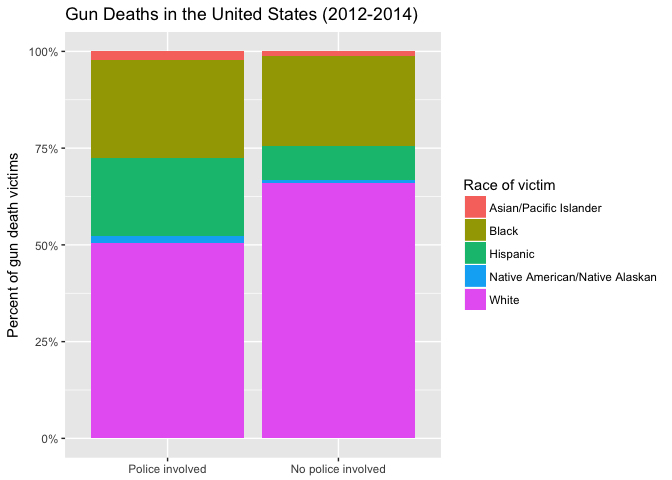 Gun Deaths in the United States (2012-2014)
Percent of gun death victims
100%
75%
50%
25%
0%
Police involved
No police involved
Race of victim
Asian/Pacific Islander
Black
Hispanic
Native American/Native Alaskan
White